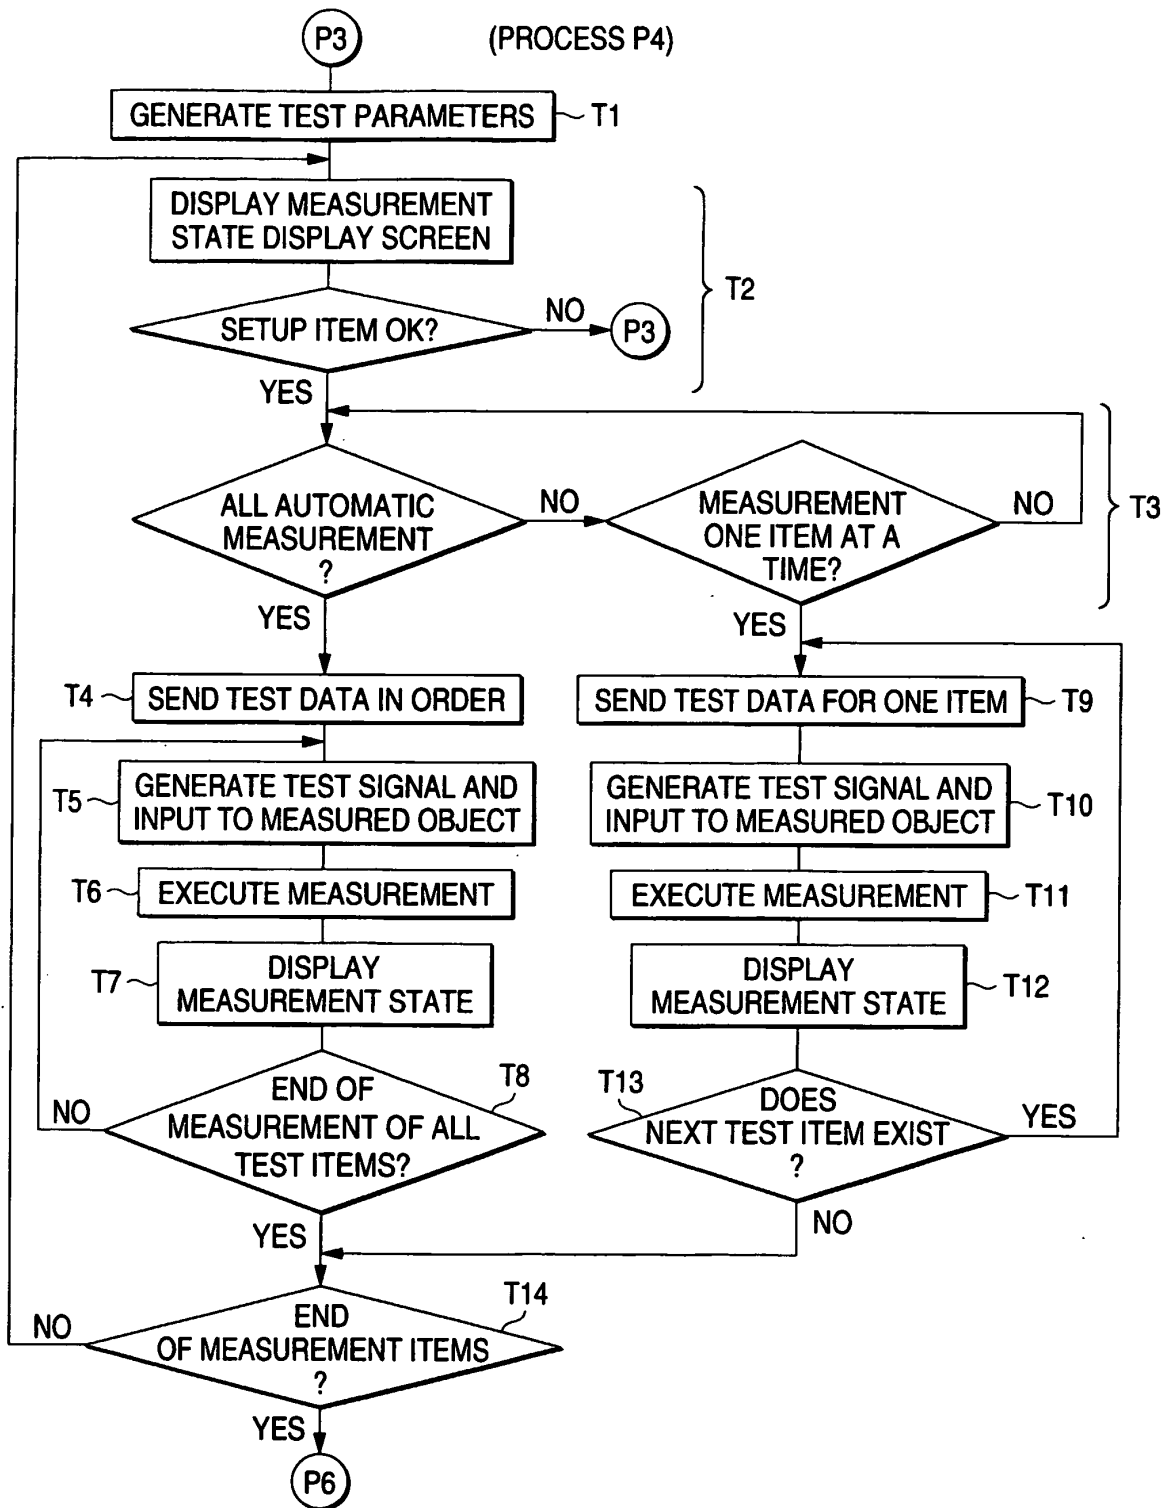 P3
(PROCESS P4)
GENERATE TEST PARAMETERS
T1
DISPLAY MEASUREMENT
STATE DISPLAY SCREEN
T2
SETUP ITEM OK?
NO
P3
YES
ALL AUTOMATIC
MEASUREMENT
?
NO
MEASUREMENT
ONE ITEM AT A
TIME?
NO
T3
YES
YES
T4
SEND TEST DATA IN ORDER
SEND TEST DATA FOR ONE ITEM
T9
T5
GENERATE TEST SIGNAL AND
INPUT TO MEASURED OBJECT
GENERATE TEST SIGNAL AND
INPUT TO MEASURED OBJECT
T10
T6
EXECUTE MEASUREMENT
EXECUTE MEASUREMENT
T11
T7
DISPLAY
MEASUREMENT STATE
DISPLAY
MEASUREMENT STATE
T12
T8
END OF
MEASUREMENT OF ALL
TEST ITEMS?
NO
T13
DOES
NEXT TEST ITEM EXIST
?
YES
YES
NO
T14
END
OF MEASUREMENT ITEMS
?
NO
YES
P6